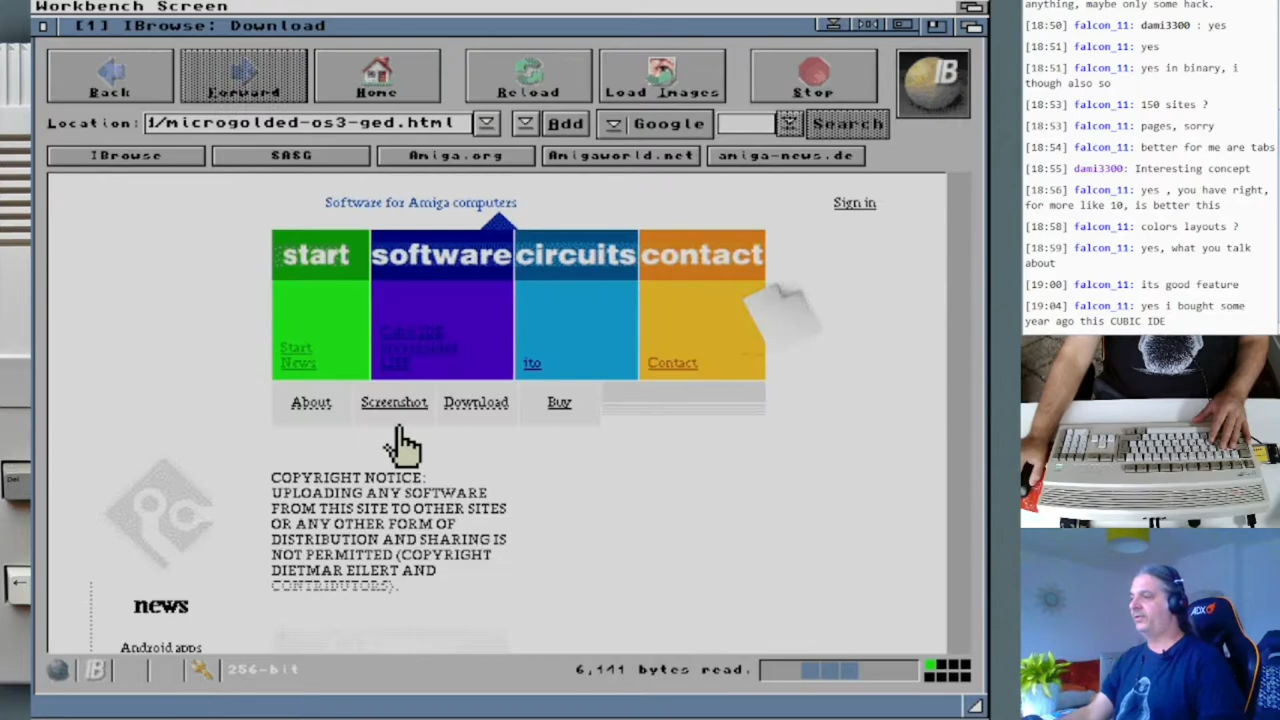 Workbench Screen
[1] IBrowse: Download
Back
Forward
Home
Reload
Load Images
Stop
IB
Location:
/microgolded-os3-ged.html
Add
Google
Search
IBrowse
SASG
Amiga.org
Amigaworld.net
amiga-news.de
Software for Amiga computers
Sign in
start
software
circuits
contact
Start
News
CubicIDE
LITE
ito
Contact
About
Screenshot
Download
Buy
COPYRIGHT NOTICE:
UPLOADING ANY SOFTWARE
FROM THIS SITE TO OTHER SITES
OR ANY OTHER FORM OF
DISTRIBUTION AND SHARING IS
NOT PERMITTED (COPYRIGHT
DIETMAR EILERT AND
CONTRIBUTORS).
news
Android apps
256-bit
bytes read.
anything, maybe only some hack.
[18:50] falcon_11: dami3300 : yes
[18:51] falcon_11: yes
[18:51] falcon_11: yes in binary, i
though also so
[18:53] falcon_11: 150 sites ?
[18:53] falcon_11: pages, sorry
[18:54] falcon_11: better for me are tabs
[18:55] dami3300: Interesting concept
[18:56] falcon_11: yes , you have right,
for more like 10, is better this
[18:58] falcon_11: colors layouts ?
[18:59] falcon_11: yes, what you talk
about
[19:00] falcon_11: its good feature
[19:04] falcon_11: yes i bought some
year ago this CUBIC IDE
Del
ADX